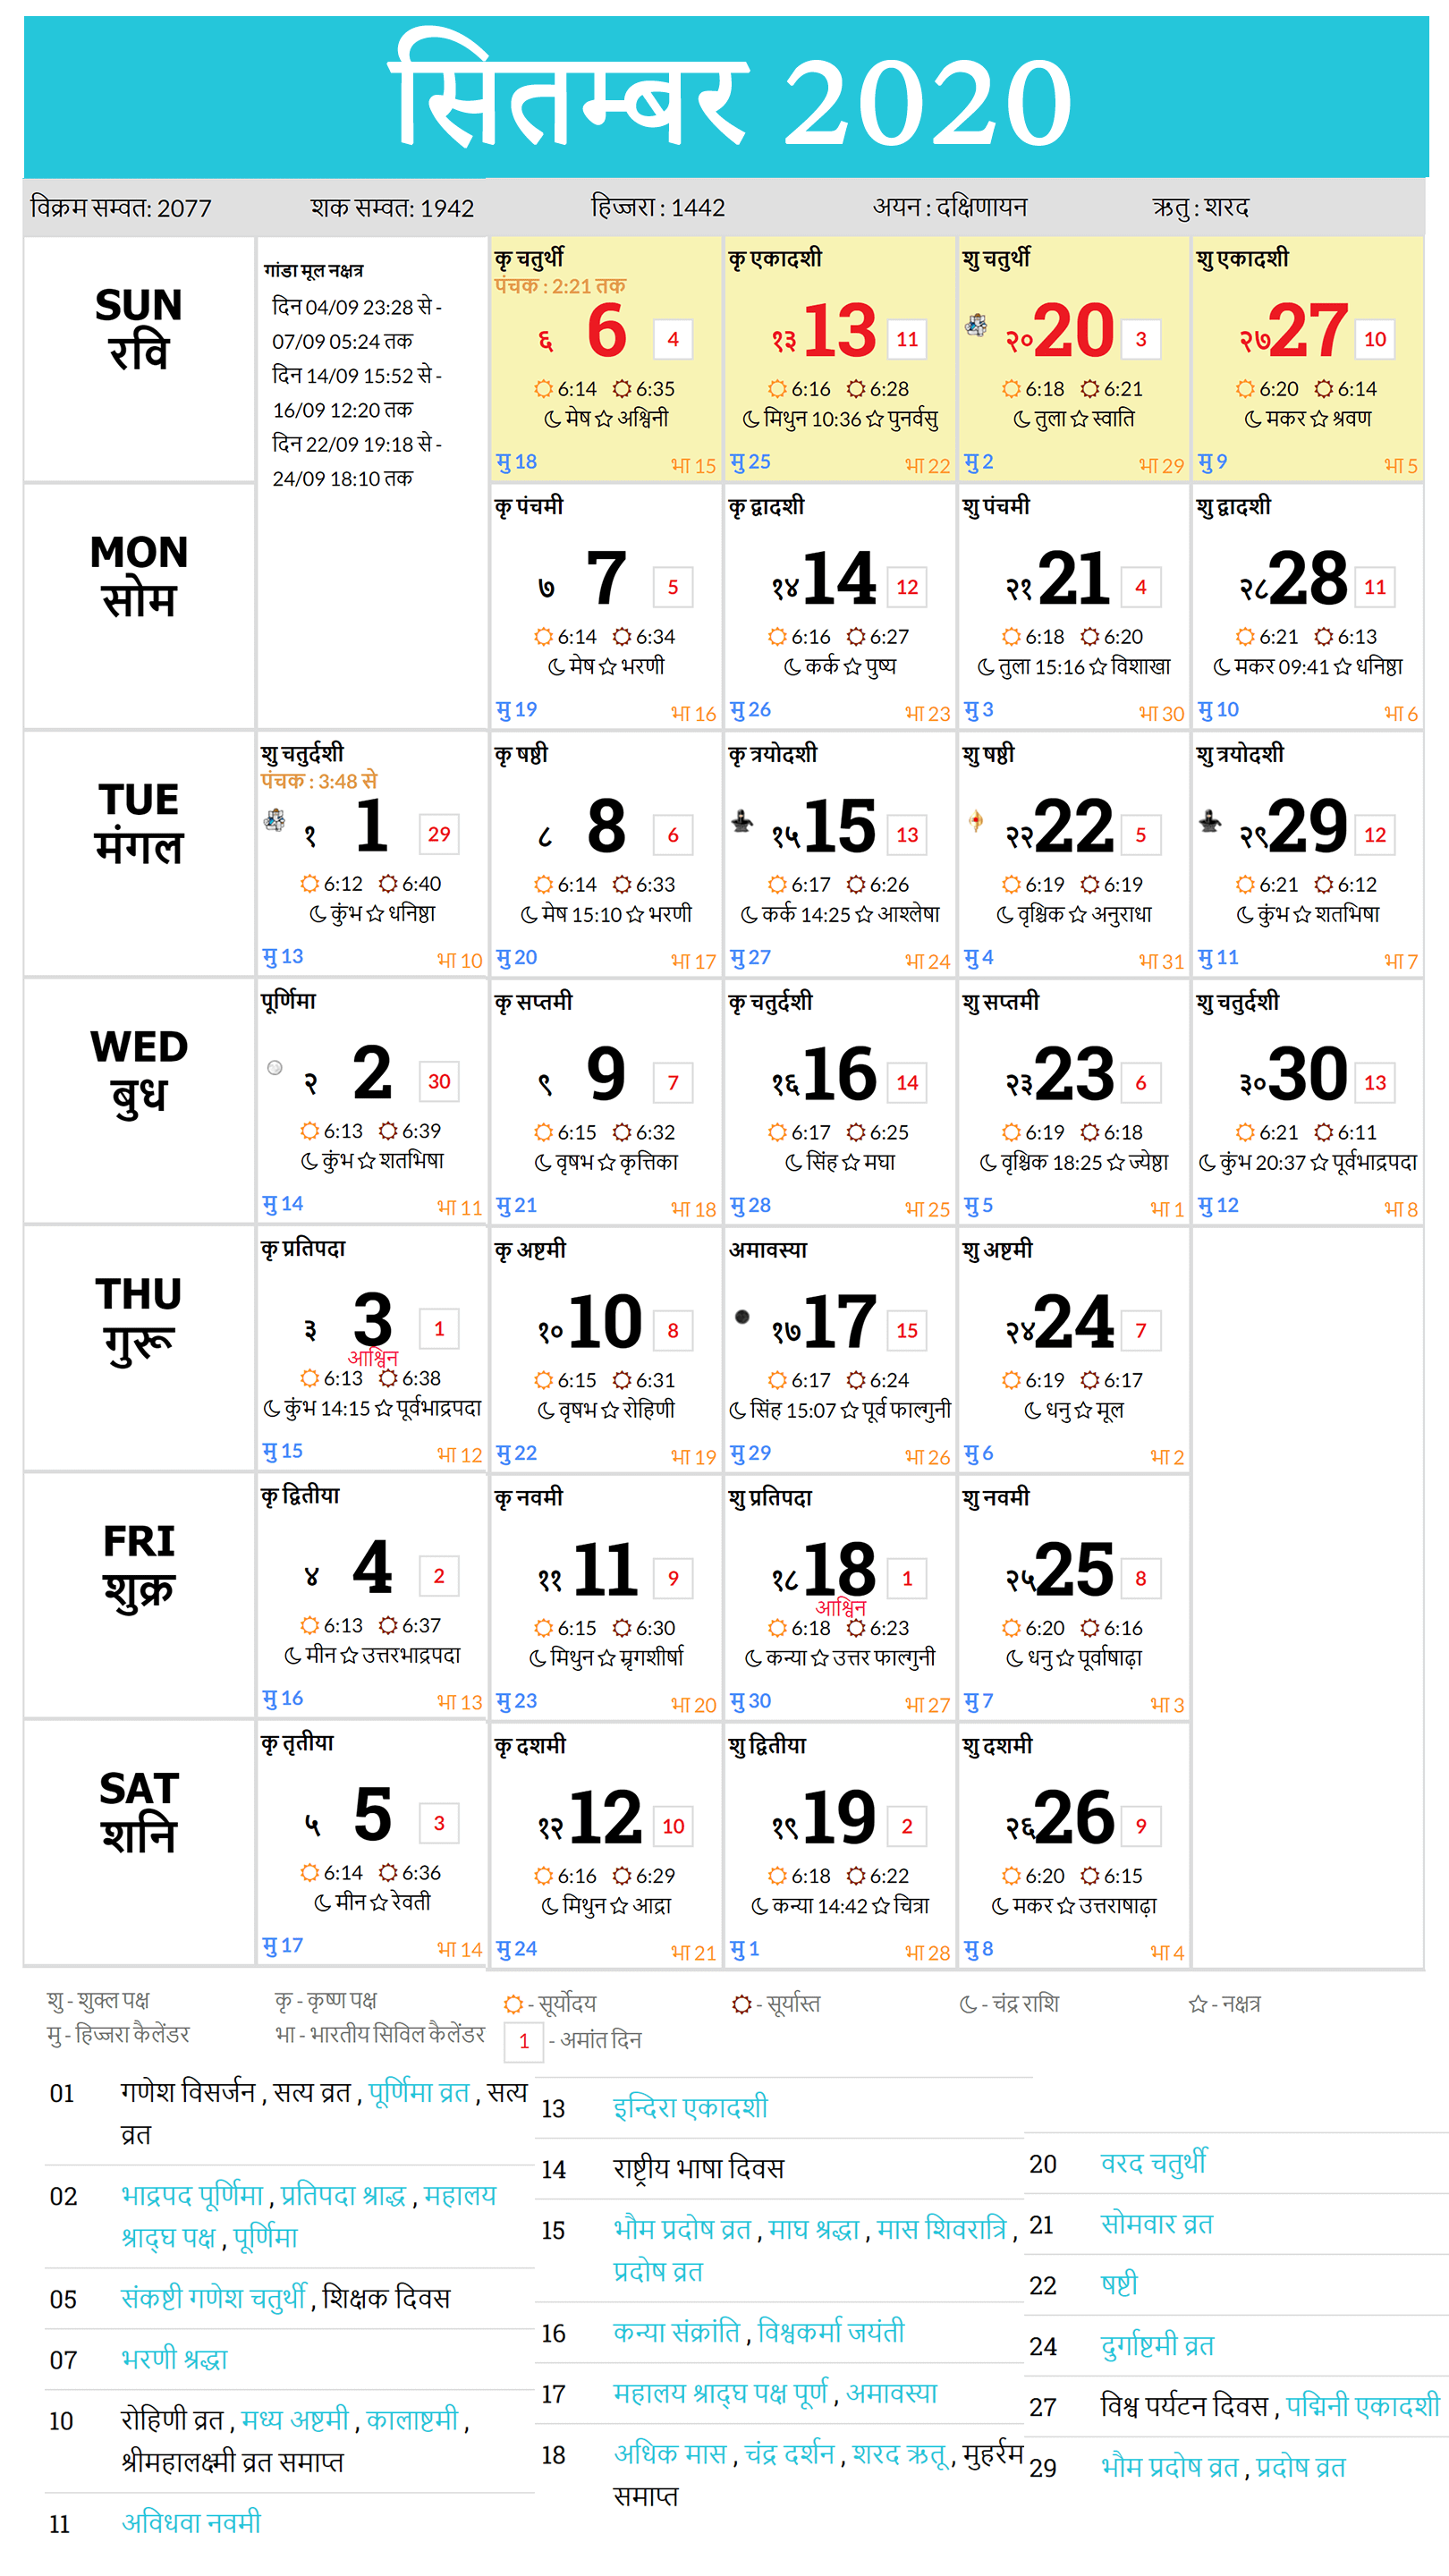 सितम्बर 2020
विक्रम सम्वत: 2077 शक सम्वत: 1942 हिज्जरा : 1442 अयन : दक्षिणायन ऋतु : शरद
SUN
रवि
गांडा मूल नक्षत्र
दिन 04/09 23:28 से -
07/09 05:24 तक
दिन 14/09 15:52 से -
16/09 12:20 तक
दिन 22/09 19:18 से -
24/09 18:10 तक
कृ चतुर्थी
पंचक : 2:21 तक
६ 6 4
6:14 6:35
मेष अश्विनी
मु 18 भा 15
कृ एकादशी
१३ 13 11
6:16 6:28
मिथुन 10:36 पुनर्वसु
मु 25 भा 22
शु चतुर्थी
२० 20 3
6:18 6:21
तुला स्वाति
मु 2 भा 29
शु एकादशी
२७ 27 10
6:20 6:14
मकर श्रवण
मु 9 भा 5
MON
सोम
कृ पंचमी
७ 7 5
6:14 6:34
मेष भरणी
मु 19 भा 16
कृ द्वादशी
१४ 14 12
6:16 6:27
कर्क पुष्य
मु 26 भा 23
शु पंचमी
२१ 21 4
6:18 6:20
तुला 15:16 विशाखा
मु 3 भा 30
शु द्वादशी
२८ 28 11
6:21 6:13
मकर 09:41 धनिष्ठा
मु 10 भा 6
TUE
मंगल
शु चतुर्दशी
पंचक : 3:48 से
१ 1 29
6:12 6:40
कुंभ धनिष्ठा
मु 13 भा 10
कृ षष्ठी
८ 8 6
6:14 6:33
मेष 15:10 भरणी
मु 20 भा 17
कृ त्रयोदशी
१५ 15 13
6:17 6:26
कर्क 14:25 आश्लेषा
मु 27 भा 24
शु षष्ठी
२२ 22 5
6:19 6:19
वृश्चिक अनुराधा
मु 4 भा 31
शु त्रयोदशी
२९ 29 12
6:21 6:12
कुंभ शतभिषा
मु 11 भा 7
WED
बुध
पूर्णिमा
२ 2 30
6:13 6:39
कुंभ शतभिषा
मु 14 भा 11
कृ सप्तमी
९ 9 7
6:15 6:32
वृषभ कृत्तिका
मु 21 भा 18
कृ चतुर्दशी
१६ 16 14
6:17 6:25
सिंह मघा
मु 28 भा 25
शु सप्तमी
२३ 23 6
6:19 6:18
वृश्चिक 18:25 ज्येष्ठा
मु 5 भा 1
शु चतुर्दशी
३० 30 13
6:21 6:11
कुंभ 20:37 पूर्वभाद्रपदा
मु 12 भा 8
THU
गुरू
कृ प्रतिपदा
३ 3 1
आश्विन
6:13 6:38
कुंभ 14:15 पूर्वभाद्रपदा
मु 15 भा 12
कृ अष्टमी
१० 10 8
6:15 6:31
वृषभ रोहिणी
मु 22 भा 19
अमावस्या
१७ 17 15
6:17 6:24
सिंह 15:07 पूर्व फाल्गुनी
मु 29 भा 26
शु अष्टमी
२४ 24 7
6:19 6:17
धनु मूल
मु 6 भा 2
FRI
शुक्र
कृ द्वितीया
४ 4 2
6:13 6:37
मीन उत्तरभाद्रपदा
मु 16 भा 13
कृ नवमी
११ 11 9
6:15 6:30
मिथुन म्रृगशीर्षा
मु 23 भा 20
शु प्रतिपदा
१८ 18 1
आश्विन
6:18 6:23
कन्या उत्तर फाल्गुनी
मु 30 भा 27
शु नवमी
२५ 25 8
6:20 6:16
धनु पूर्वाषाढ़ा
मु 7 भा 3
SAT
शनि
कृ तृतीया
५ 5 3
6:14 6:36
मीन रेवती
मु 17 भा 14
कृ दशमी
१२ 12 10
6:16 6:29
मिथुन आद्रा
मु 24 भा 21
शु द्वितीया
१९ 19 2
6:18 6:22
कन्या 14:42 चित्रा
मु 1 भा 28
शु दशमी
२६ 26 9
6:20 6:15
मकर उत्तराषाढ़ा
मु 8 भा 4
शु - शुक्ल पक्ष कृ - कृष्ण पक्ष - सूर्योदय - सूर्यास्त - चंद्र राशि - नक्षत्र
मु - हिज्जरा कैलेंडर भा - भारतीय सिविल कैलेंडर 1 - अमांत दिन
01 गणेश विसर्जन , सत्य व्रत , पूर्णिमा व्रत , सत्य
व्रत
02 भाद्रपद पूर्णिमा , प्रतिपदा श्राद्ध , महालय
श्राद्घ पक्ष , पूर्णिमा
05 संकष्टी गणेश चतुर्थी , शिक्षक दिवस
07 भरणी श्रद्धा
10 रोहिणी व्रत , मध्य अष्टमी , कालाष्टमी ,
श्रीमहालक्ष्मी व्रत समाप्त
11 अविधवा नवमी
13 इन्दिरा एकादशी
14 राष्ट्रीय भाषा दिवस
15 भौम प्रदोष व्रत , माघ श्रद्धा , मास शिवरात्रि ,
प्रदोष व्रत
16 कन्या संक्रांति , विश्वकर्मा जयंती
17 महालय श्राद्घ पक्ष पूर्ण , अमावस्या
18 अधिक मास , चंद्र दर्शन , शरद ऋतू , मुहर्रम
समाप्त
20 वरद चतुर्थी
21 सोमवार व्रत
22 षष्टी
24 दुर्गाष्टमी व्रत
27 विश्व पर्यटन दिवस , पद्मिनी एकादशी
29 भौम प्रदोष व्रत , प्रदोष व्रत